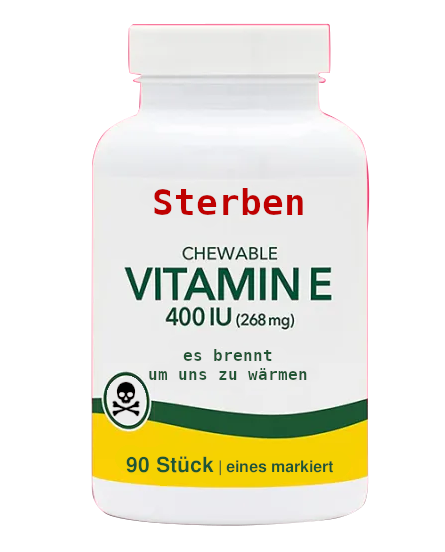 Sterben
CHEWABLE
VITAMIN E
400 IU (268 mg)
es brennt
um uns zu wärmen
90 Stück | eines markiert